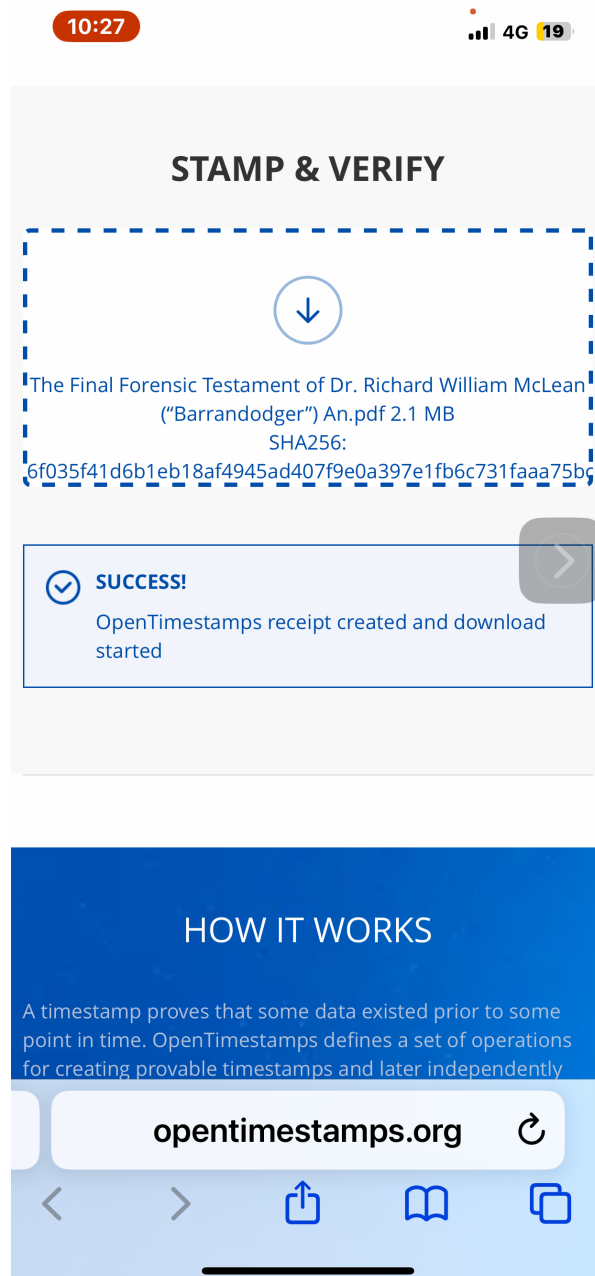 10:27
4G 19
STAMP & VERIFY
The Final Forensic Testament of Dr. Richard William McLean
(“Barrandodger”) An.pdf 2.1 MB
SHA256:
6f035f41d6b1eb18af4945ad407f9e0a397e1fb6c731faaa75bc
SUCCESS!
OpenTimestamps receipt created and download
started
HOW IT WORKS
A timestamp proves that some data existed prior to some
point in time. OpenTimestamps defines a set of operations
for creating provable timestamps and later independently
opentimestamps.org